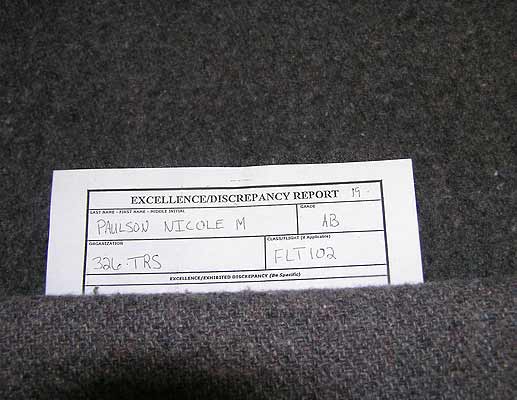 EXCELLENCE/DISCREPANCY REPORT 19
LAST NAME - FIRST NAME - MIDDLE INITIAL GRADE
PAULSON NICOLE M AB
ORGANIZATION CLASS/FLIGHT (if Applicable)
326 TRS FLT 102
EXCELLENCE/EXHIBITED DISCREPANCY (Be Specific)